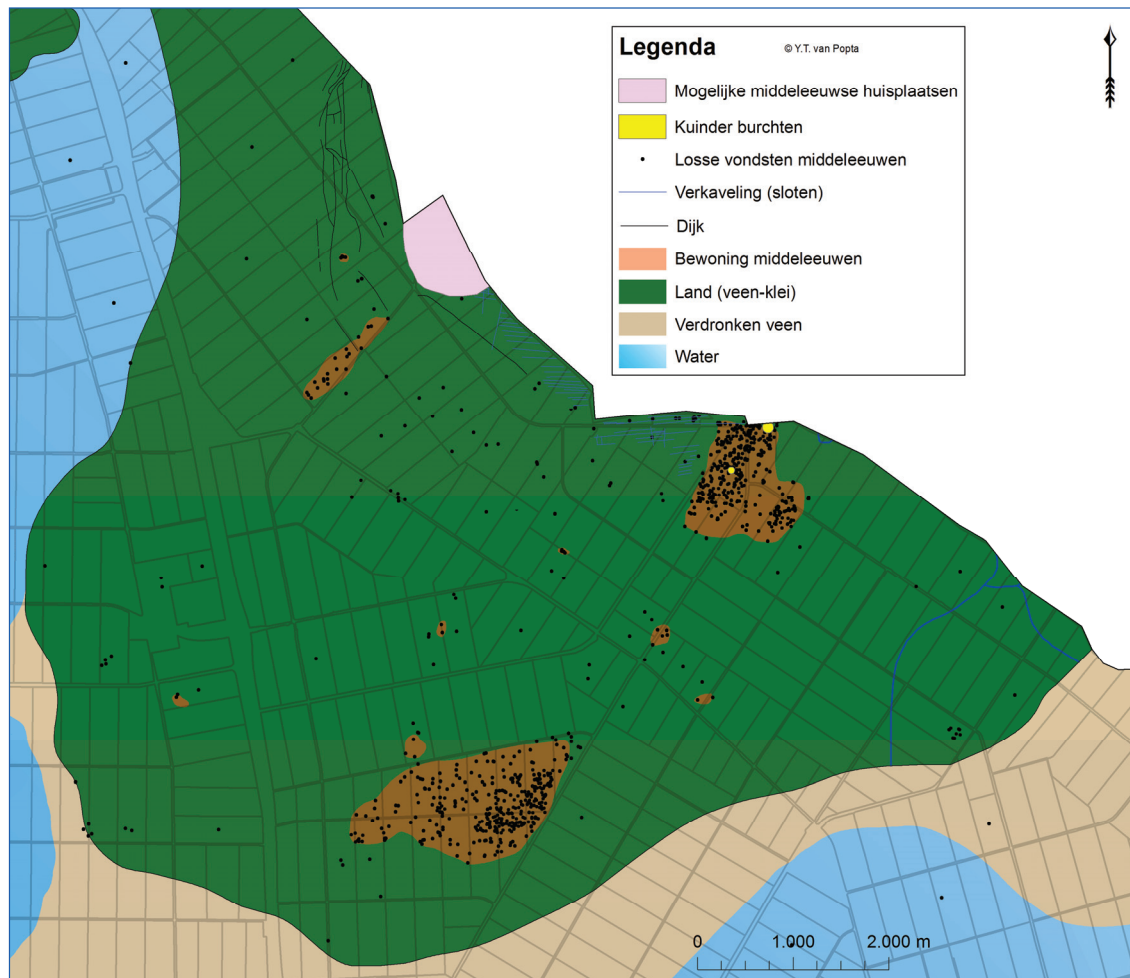 Legenda © Y.T. van Popta
Mogelijke middeleeuwse huisplaatsen
Kuinder burchten
Losse vondsten middeleeuwen
Verkaveling (sloten)
Dijk
Bewoning middeleeuwen
Land (veen-klei)
Verdronken veen
Water
0 1.000 2.000 m